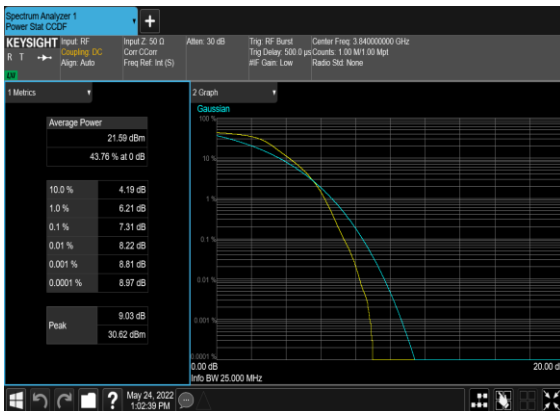 Spectrum Analyzer 1
Power Stat CCDF
+
KEYSIGHT
R T
LV
Input: RF
Coupling: DC
Align: Auto
Input Z: 50 Ω
Corr CCorr
Freq Ref: Int (S)
Atten: 30 dB
Trig: RF Burst
Trig Delay: 500.0 µs
#IF Gain: Low
Center Freq: 3.840000000 GHz
Counts: 1.00 M/1.00 Mpt
Radio Std: None
1 Metrics
Average Power
21.59 dBm
43.76 % at 0 dB
10.0 % 4.19 dB
1.0 % 6.21 dB
0.1 % 7.31 dB
0.01 % 8.22 dB
0.001 % 8.81 dB
0.0001 % 8.97 dB
Peak
9.03 dB
30.62 dBm
2 Graph
Gaussian
100 %
10 %
1 %
0.1 %
0.01 %
0.001 %
0.0001 %
0.00 dB
20.00 d
Info BW 25.000 MHz
?
May 24, 2022
1:02:39 PM